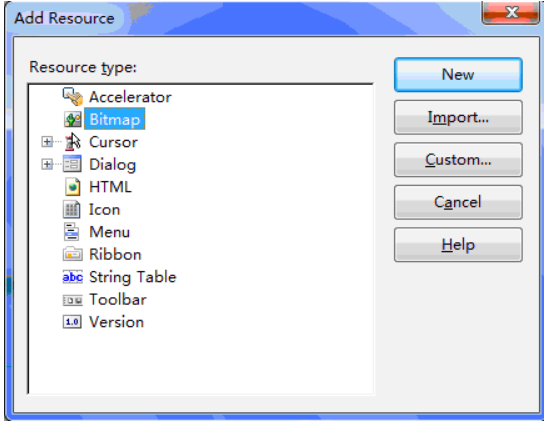 Add Resource
Resource type:
Accelerator
Bitmap
Cursor
Dialog
HTML
Icon
Menu
Ribbon
abc String Table
Toolbar
1.0 Version
New
Import...
Custom...
Cancel
Help